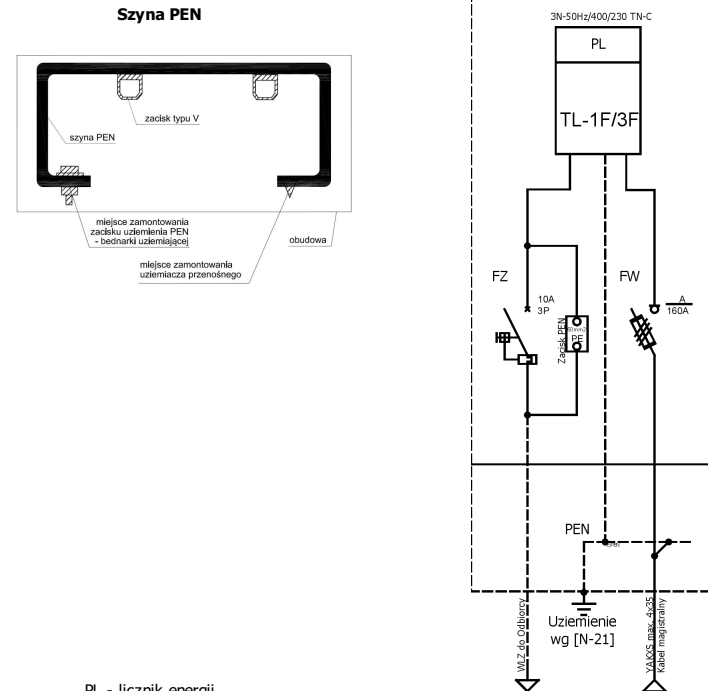 Szyna PEN
zacisk typu V
szyna PEN
miejsce zamontowania
zacisku uziemienia PEN
- bednarki uziemiającej
obudowa
miejsce zamontowania
uziemiacza przenośnego
3N-50Hz/400/230 TN-C
PL
TL-1F/3F
FZ
10A
3P
Zacisk PEN
PE
FW
A
160A
PEN
Uziemienie
wg [N-21]
WLZ do Odbiorcy
YAKXS max. 4x35
Kabel magistralny
PL - licznik energii